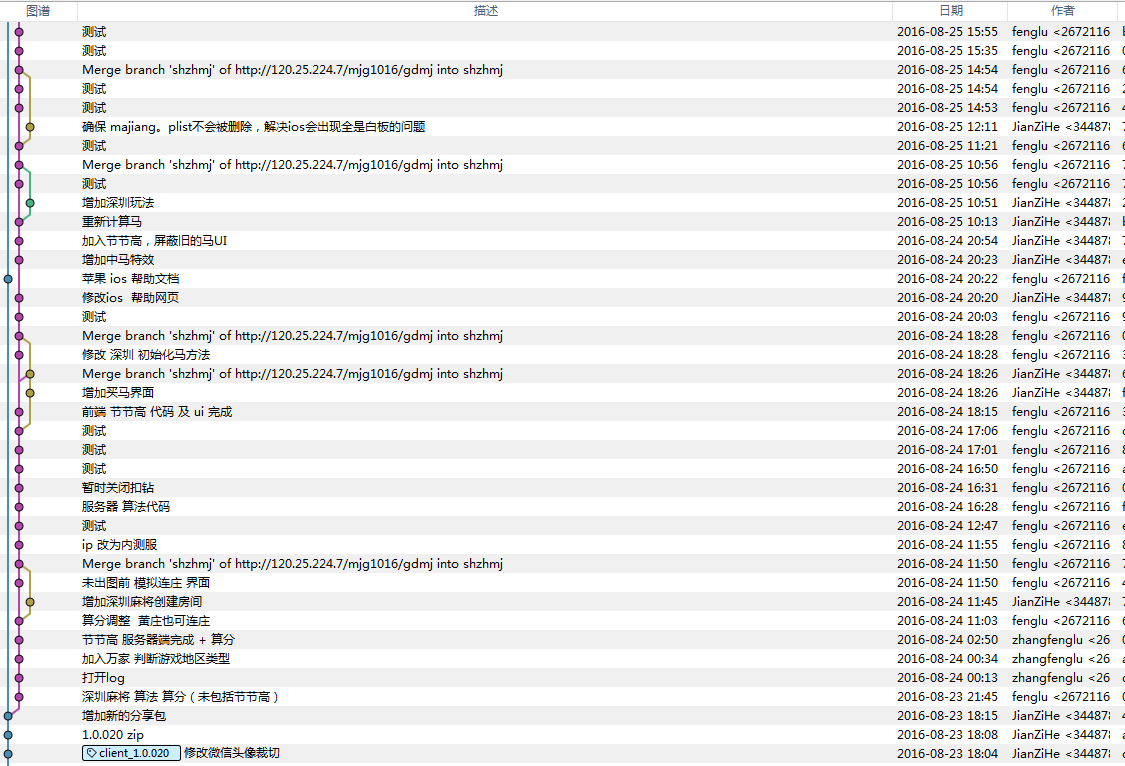 图谱 描述 日期 作者
测试 2016-08-25 15:55 fenglu <2672116
测试 2016-08-25 15:35 fenglu <2672116
Merge branch 'shzhmj' of http://120.25.224.7/mjg1016/gdmj into shzhmj 2016-08-25 14:54 fenglu <2672116
测试 2016-08-25 14:54 fenglu <2672116
测试 2016-08-25 14:53 fenglu <2672116
确保 majiang。plist不会被删除，解决ios会出现全是白板的问题 2016-08-25 12:11 JianZiHe <344878
测试 2016-08-25 11:21 fenglu <2672116
Merge branch 'shzhmj' of http://120.25.224.7/mjg1016/gdmj into shzhmj 2016-08-25 10:56 fenglu <2672116
测试 2016-08-25 10:56 fenglu <2672116
增加深圳玩法 2016-08-25 10:51 JianZiHe <344878
重新计算马 2016-08-25 10:13 JianZiHe <344878
加入节节高，屏蔽旧的马UI 2016-08-24 20:54 JianZiHe <344878
增加中马特效 2016-08-24 20:23 JianZiHe <344878
苹果 ios 帮助文档 2016-08-24 20:22 fenglu <2672116
修改ios 帮助网页 2016-08-24 20:20 JianZiHe <344878
测试 2016-08-24 20:03 fenglu <2672116
Merge branch 'shzhmj' of http://120.25.224.7/mjg1016/gdmj into shzhmj 2016-08-24 18:28 fenglu <2672116
修改 深圳 初始化马方法 2016-08-24 18:28 fenglu <2672116
Merge branch 'shzhmj' of http://120.25.224.7/mjg1016/gdmj into shzhmj 2016-08-24 18:26 JianZiHe <344878
增加买马界面 2016-08-24 18:26 JianZiHe <344878
前端 节节高 代码 及 ui 完成 2016-08-24 18:15 fenglu <2672116
测试 2016-08-24 17:06 fenglu <2672116
测试 2016-08-24 17:01 fenglu <2672116
测试 2016-08-24 16:50 fenglu <2672116
暂时关闭扣钻 2016-08-24 16:31 fenglu <2672116
服务器 算法代码 2016-08-24 16:28 fenglu <2672116
测试 2016-08-24 12:47 fenglu <2672116
ip 改为内测服 2016-08-24 11:55 fenglu <2672116
Merge branch 'shzhmj' of http://120.25.224.7/mjg1016/gdmj into shzhmj 2016-08-24 11:50 fenglu <2672116
未出图前 模拟连庄 界面 2016-08-24 11:50 fenglu <2672116
增加深圳麻将创建房间 2016-08-24 11:45 JianZiHe <344878
算分调整 黄庄也可连庄 2016-08-24 11:03 fenglu <2672116
节节高 服务器端完成 + 算分 2016-08-24 02:50 zhangfenglu <26
加入万家 判断游戏地区类型 2016-08-24 00:34 zhangfenglu <26
打开log 2016-08-24 00:13 zhangfenglu <26
深圳麻将 算法 算分（未包括节节高） 2016-08-23 21:45 fenglu <2672116
增加新的分享包 2016-08-23 18:15 JianZiHe <344878
1.0.020 zip 2016-08-23 18:08 JianZiHe <344878
client_1.0.020 修改微信头像裁切 2016-08-23 18:04 JianZiHe <344878